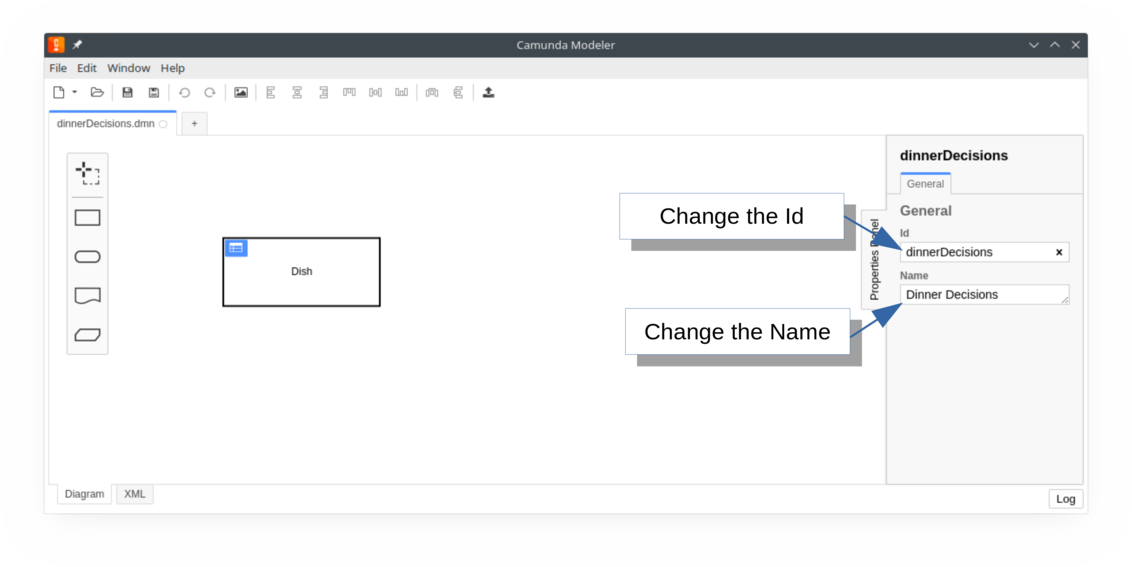 Camunda Modeler
File Edit Window Help
dinnerDecisions.dmn +
dinnerDecisions
General
General
Id
dinnerDecisions
Name
Dinner Decisions
Properties Panel
Change the Id
Change the Name
Dish
Diagram XML
Log